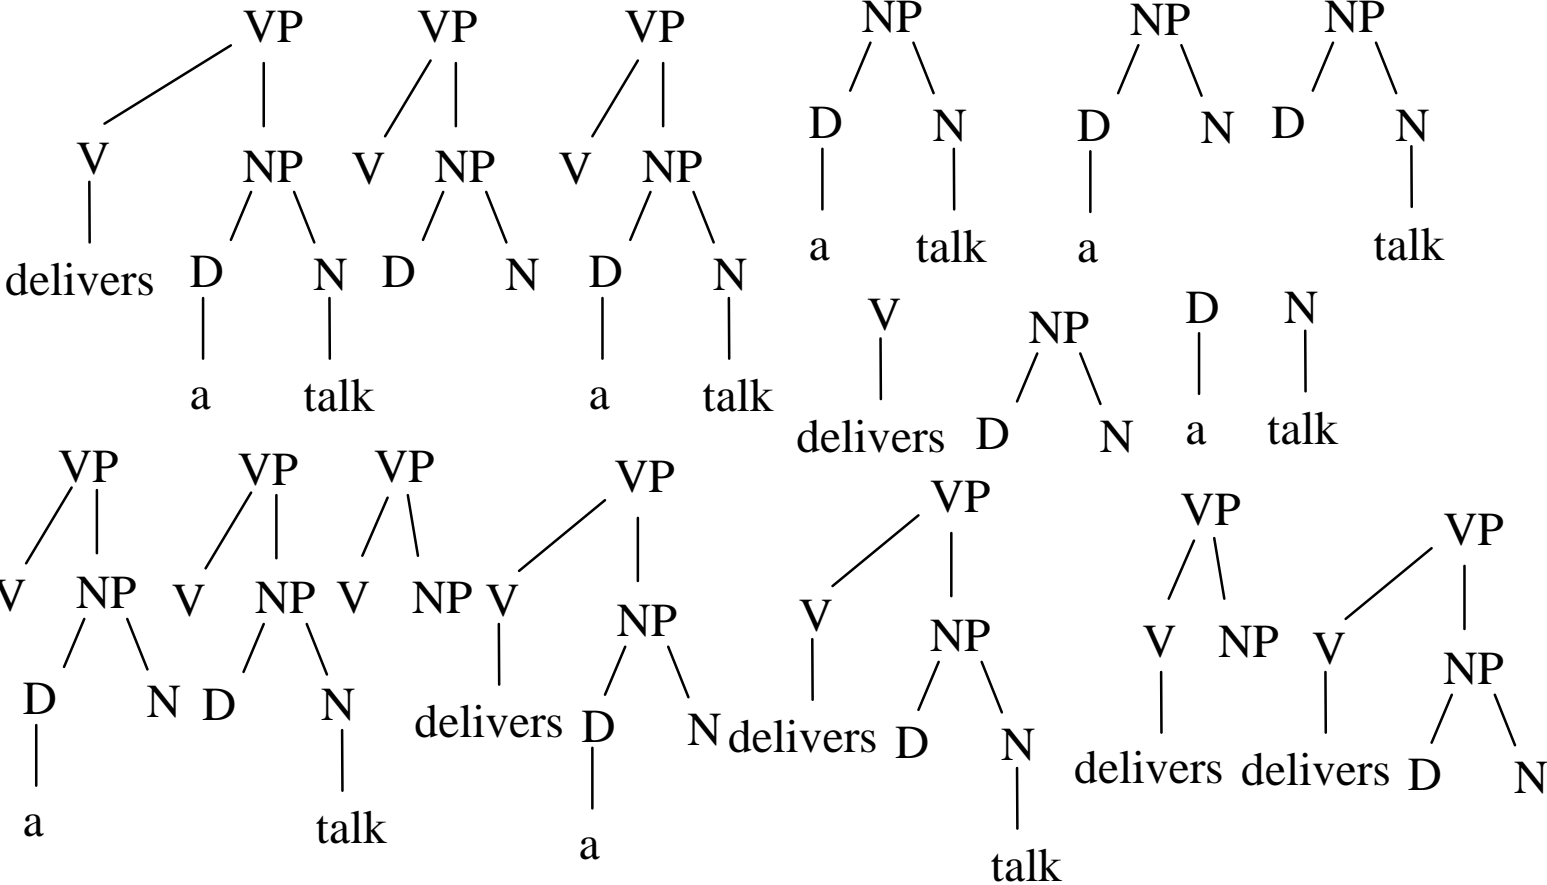 VP VP VP NP NP NP
D N D N D N
V NP V NP V NP
a talk a talk
delivers D N D N D N
V NP D N
a talk a talk
delivers D N a talk
VP VP VP VP VP VP VP
V NP V NP V NP V NP V NP V NP V NP
D N D N delivers D N delivers D N delivers delivers D N
a talk a talk